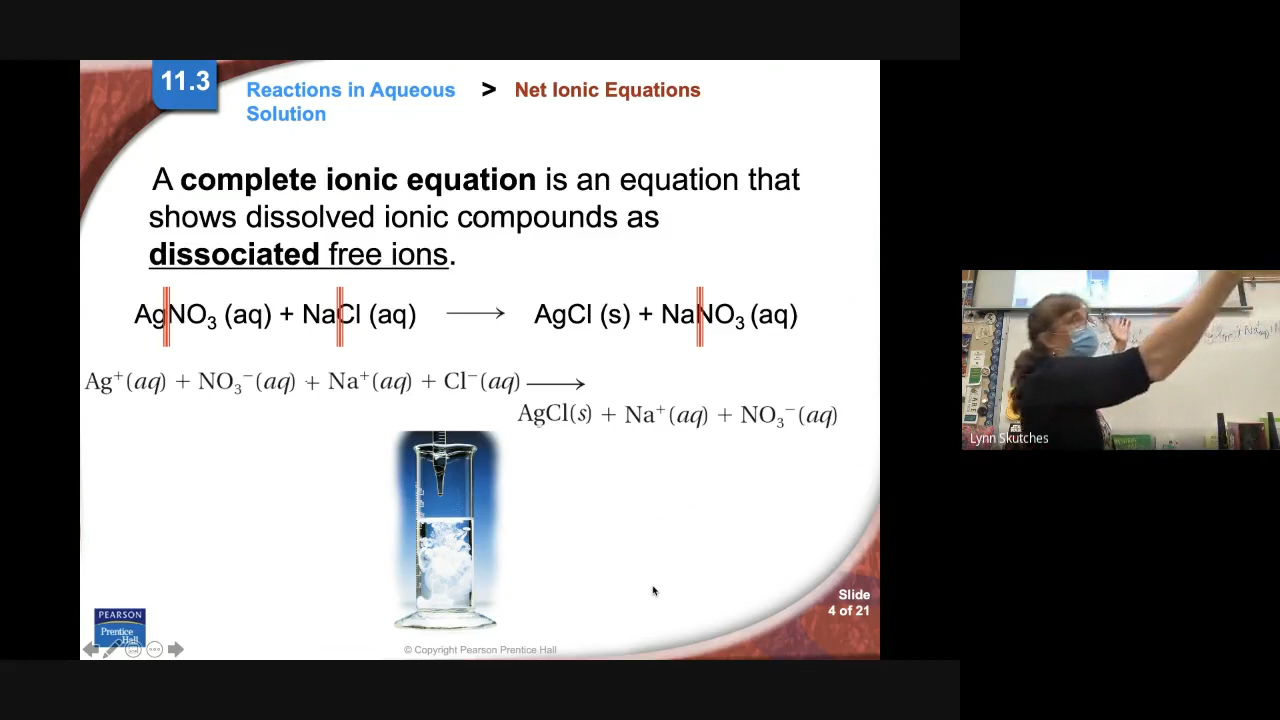 11.3
Reactions in Aqueous > Net Ionic Equations
Solution
A complete ionic equation is an equation that
shows dissolved ionic compounds as
dissociated free ions.
AgNO₃ (aq) + NaCl (aq) ⟶ AgCl (s) + NaNO₃ (aq)
Ag⁺(aq) + NO₃⁻(aq) + Na⁺(aq) + Cl⁻(aq) ⟶
AgCl(s) + Na⁺(aq) + NO₃⁻(aq)
Lynn Skutches
Slide
4 of 21
PEARSON
Prentice
Hall
© Copyright Pearson Prentice Hall